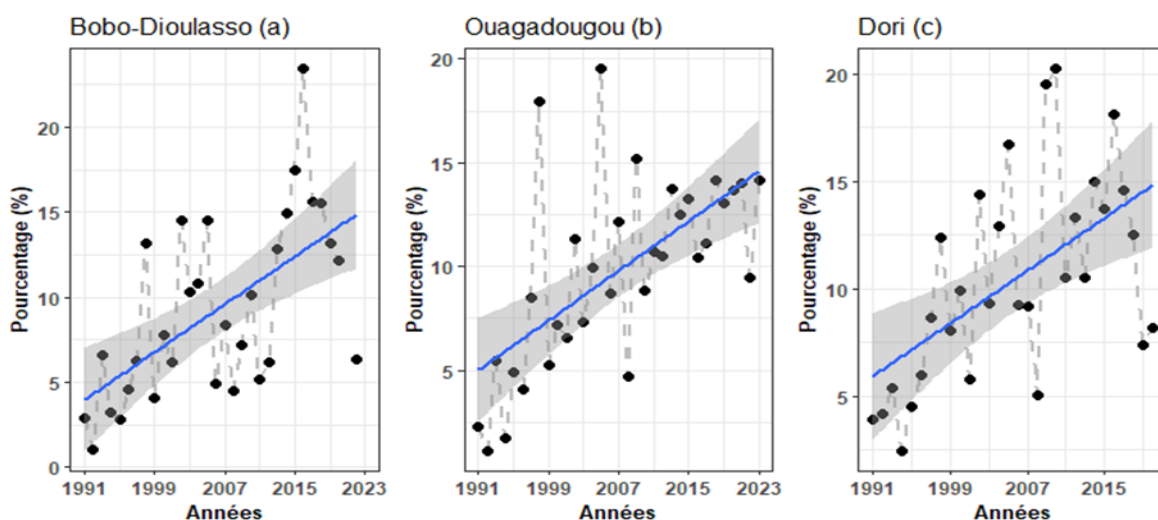 Bobo-Dioulasso (a)
Pourcentage (%)
20
15
10
5
0
1991 1999 2007 2015 2023
Années
Ouagadougou (b)
Pourcentage (%)
20
15
10
5
1991 1999 2007 2015 2023
Années
Dori (c)
Pourcentage (%)
20
15
10
5
1991 1999 2007 2015
Années